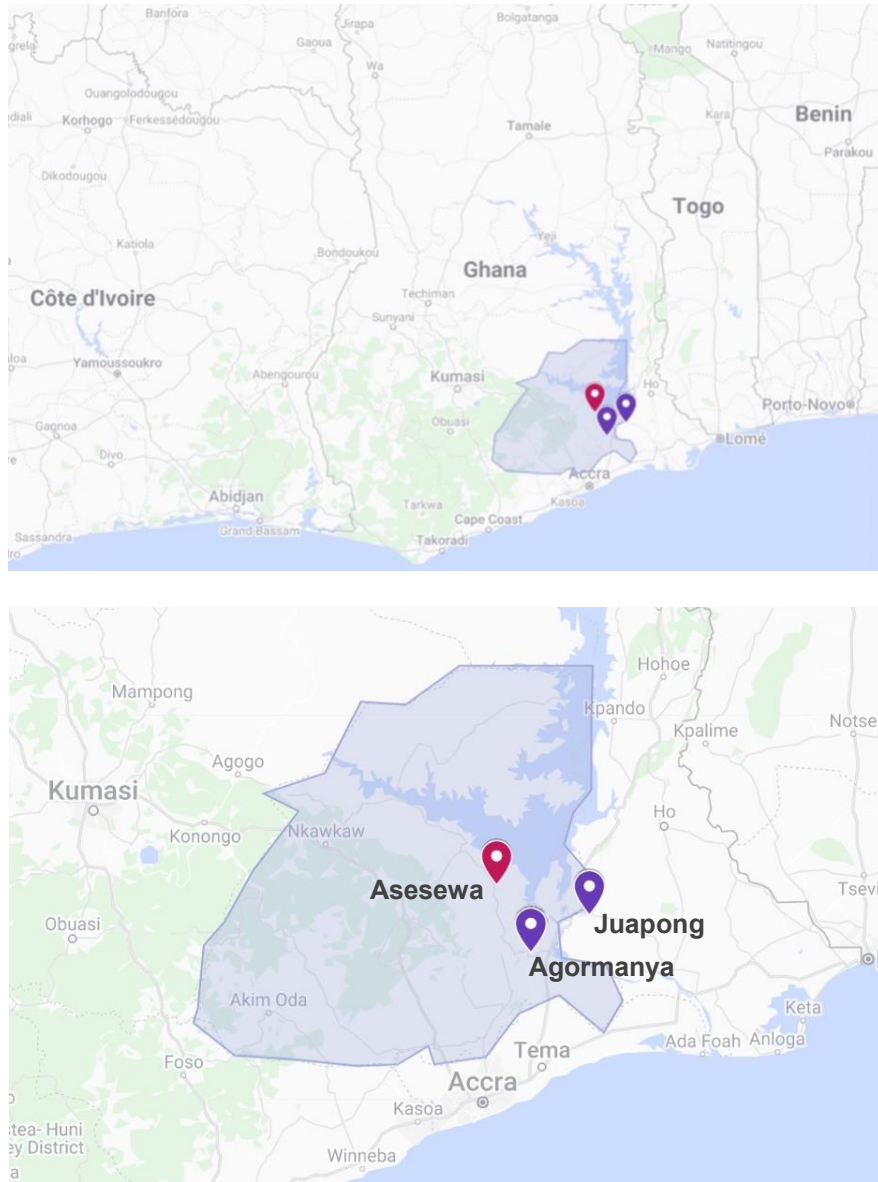 Banfora
Bolgatanga
Jirapa
Gaoua
Mango
Natitingou
Wa
Ouangolodougou
Korhogo
Ferkessédougou
Tamale
Kara
Benin
Parakou
Dikodougou
Togo
Katiola
Yeji
Bondoukou
Ghana
Côte d'Ivoire
Techiman
Sunyani
Yamoussoukro
Abengourou
Kumasi
Ho
Porto-Novo
Gagnoa
Obuasi
Lomé
Divo
Accra
Abidjan
Kasoa
Tarkwa
Cape Coast
Sassandra
Grand-Bassam
Takoradi
Hohoe
Mampong
Kpando
Notse
Kpalime
Agogo
Kumasi
Ho
Konongo
Nkawkaw
Asesewa
Tsevi
Obuasi
Juapong
Agormanya
Akim Oda
Keta
Ada Foah
Anloga
Foso
Tema
Accra
Kasoa
Winneba